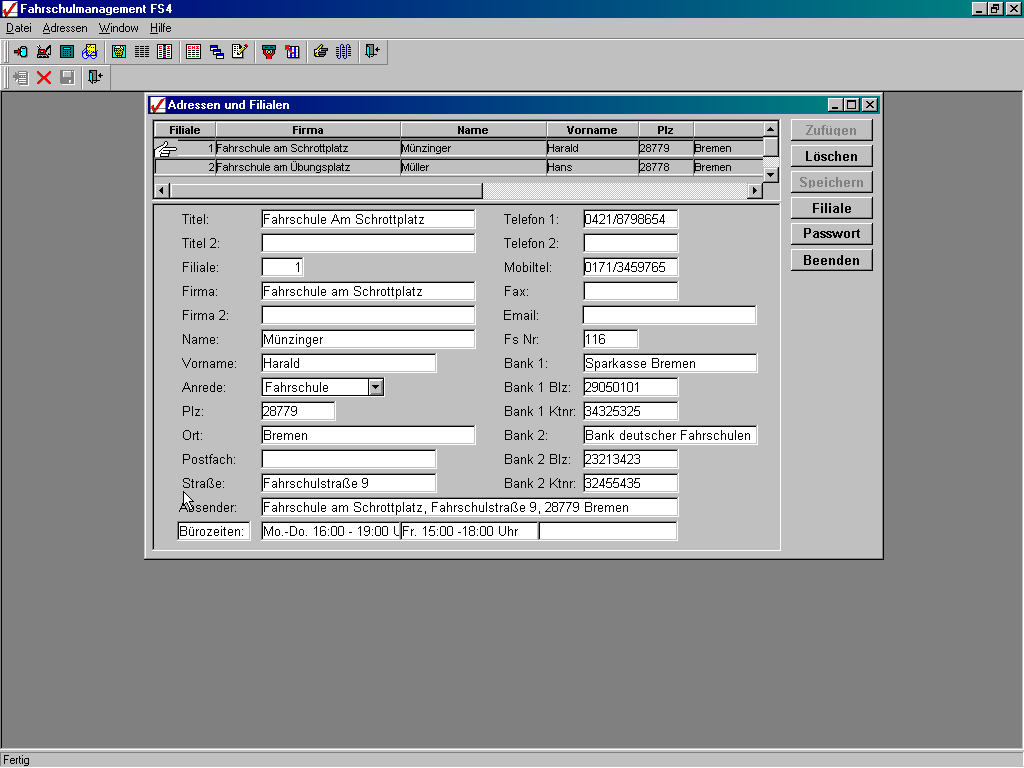 Fahrschulmanagement FS4
Datei Adressen Window Hilfe
Adressen und Filialen
Filiale Firma Name Vorname Plz
1 Fahrschule am Schrottplatz Münzinger Harald 28779 Bremen
2 Fahrschule am Übungsplatz Müller Hans 28778 Bremen
Zufügen
Löschen
Speichern
Filiale
Passwort
Beenden
Titel: Fahrschule Am Schrottplatz Telefon 1: 0421/8798654
Titel 2: Telefon 2:
Filiale: 1 Mobiltel: 0171/3459765
Firma: Fahrschule am Schrottplatz Fax:
Firma 2: Email:
Name: Münzinger Fs Nr: 116
Vorname: Harald Bank 1: Sparkasse Bremen
Anrede: Fahrschule Bank 1 Blz: 29050101
Plz: 28779 Bank 1 Ktnr: 34325325
Ort: Bremen Bank 2: Bank deutscher Fahrschulen
Postfach: Bank 2 Blz: 23213423
Straße: Fahrschulstraße 9 Bank 2 Ktnr: 32455435
Absender: Fahrschule am Schrottplatz, Fahrschulstraße 9, 28779 Bremen
Bürozeiten: Mo.-Do. 16:00 - 19:00 U Fr. 15:00 -18:00 Uhr
Fertig